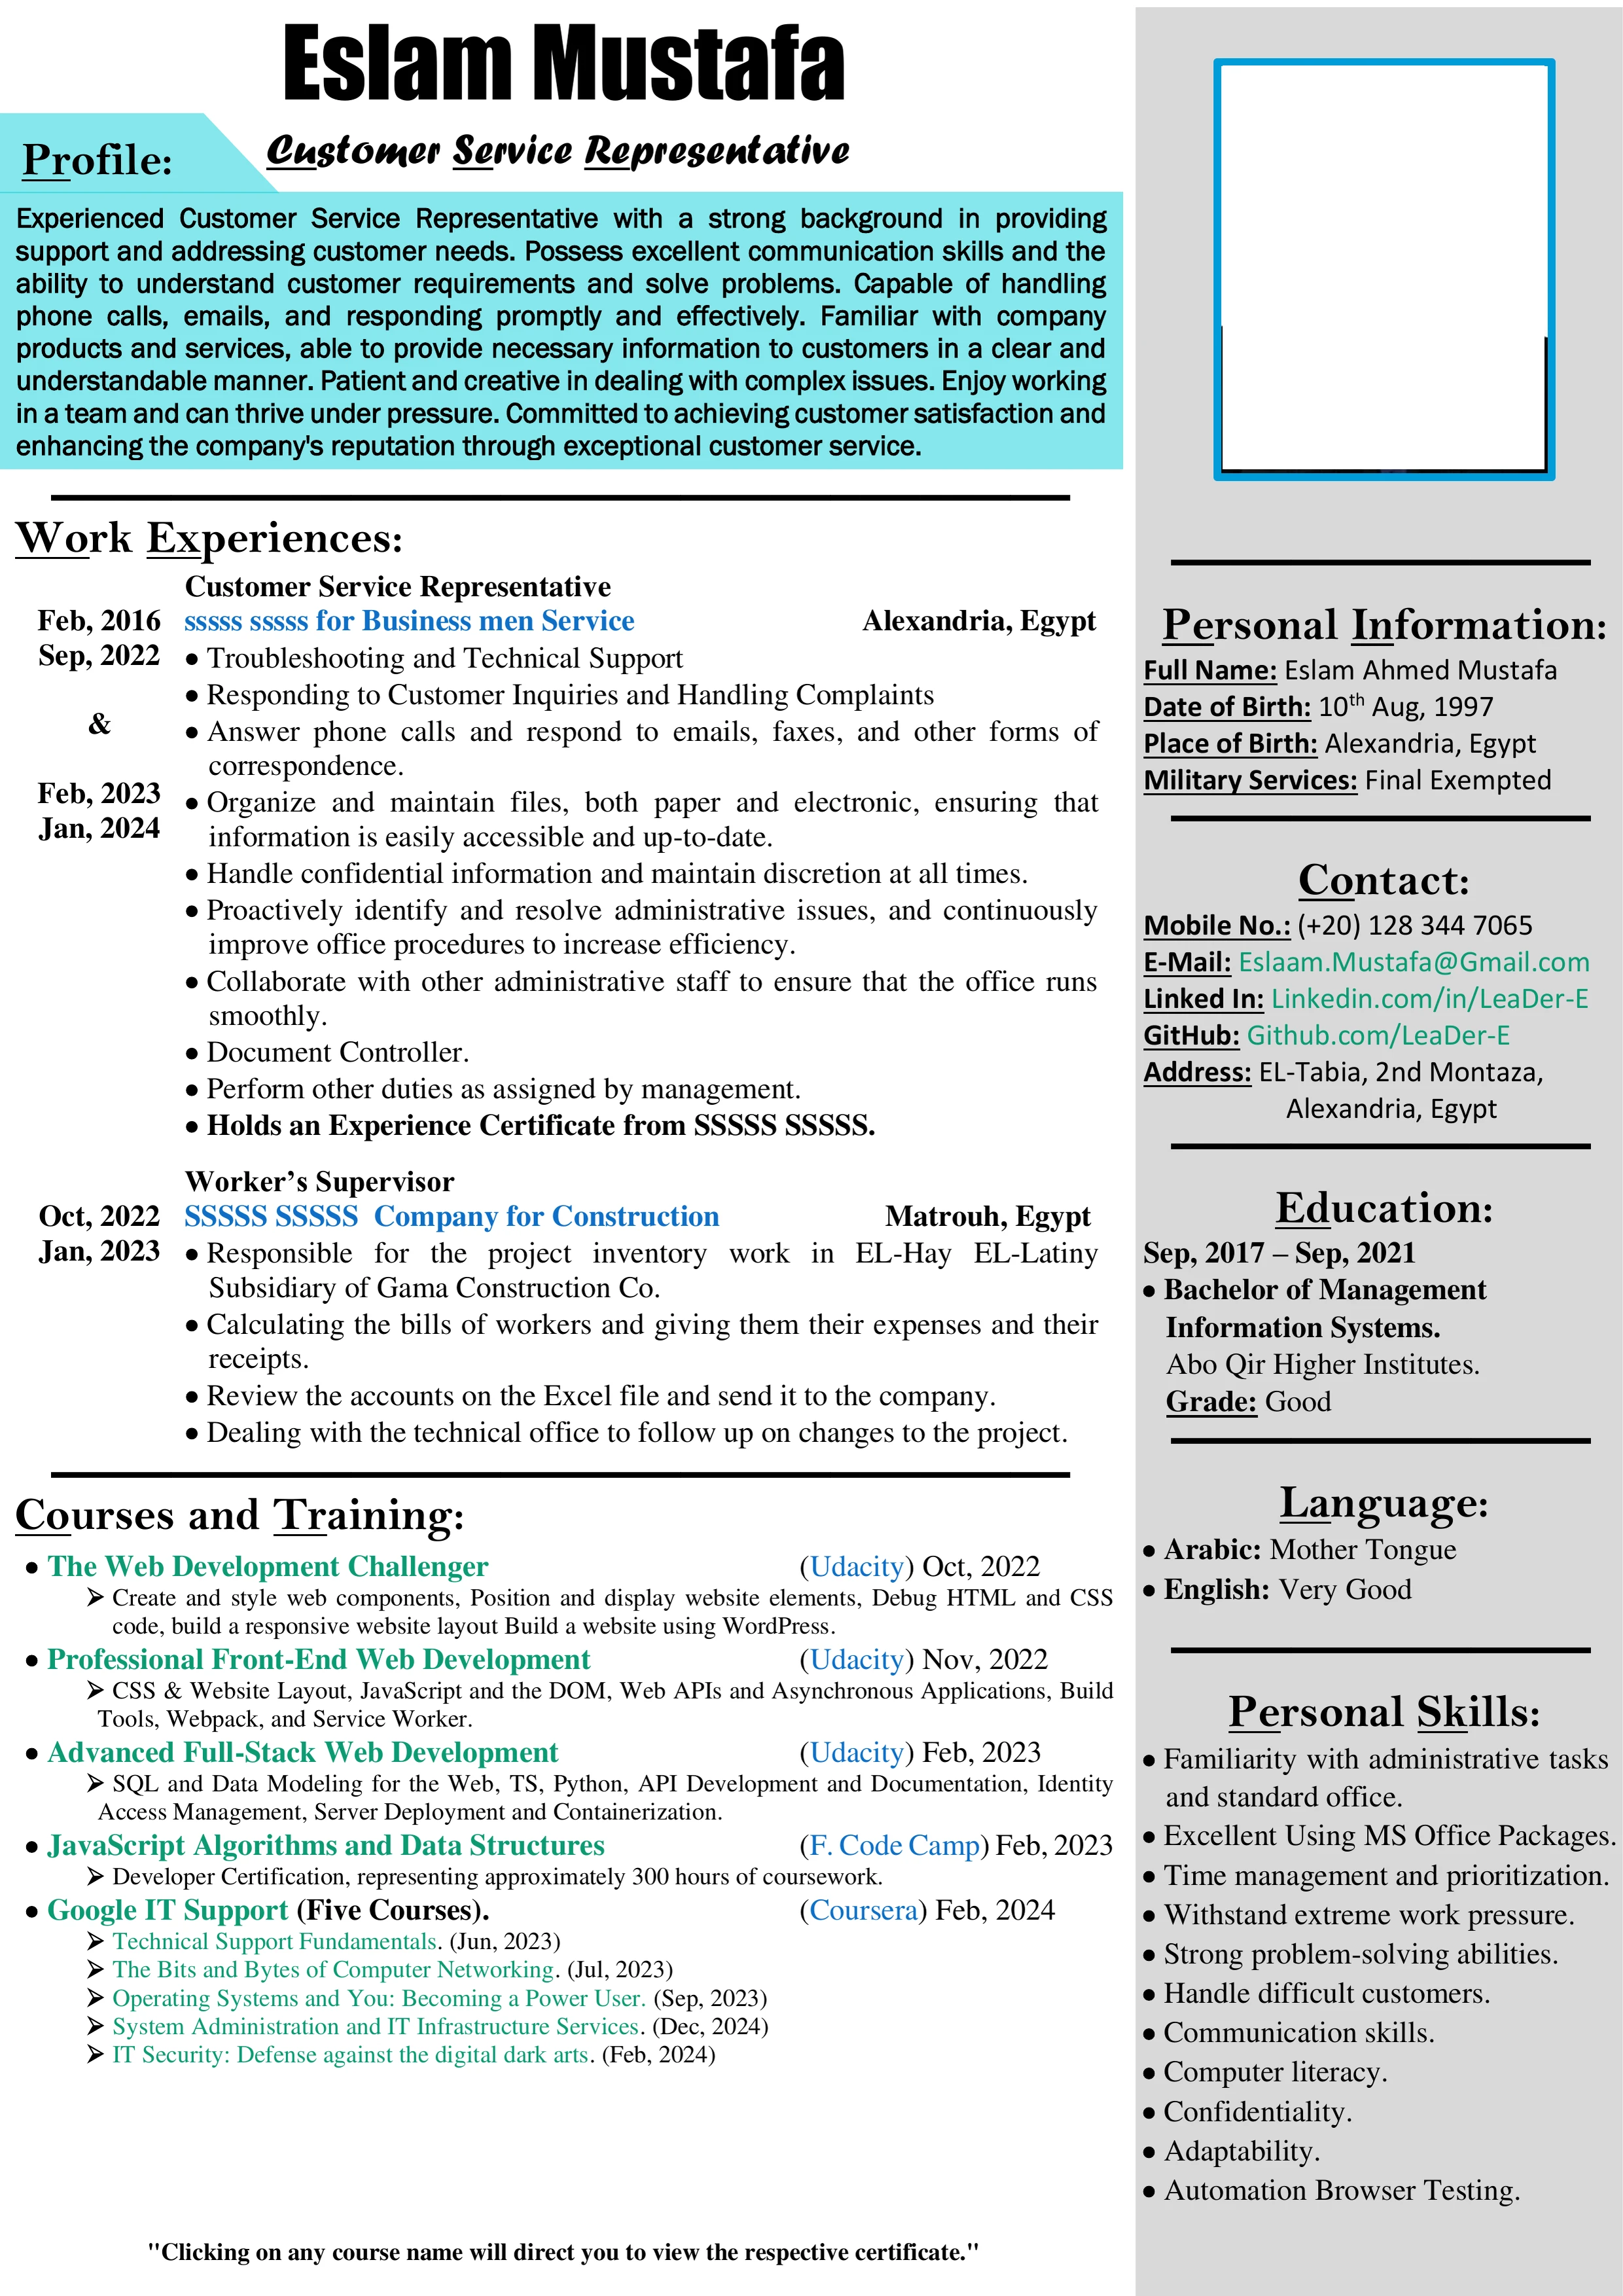 Eslam Mustafa
Customer Service Representative
Profile:
Experienced Customer Service Representative with a strong background in providing
support and addressing customer needs. Possess excellent communication skills and the
ability to understand customer requirements and solve problems. Capable of handling
phone calls, emails, and responding promptly and effectively. Familiar with company
products and services, able to provide necessary information to customers in a clear and
understandable manner. Patient and creative in dealing with complex issues. Enjoy working
in a team and can thrive under pressure. Committed to achieving customer satisfaction and
enhancing the company's reputation through exceptional customer service.
Work Experiences:
Customer Service Representative
Feb, 2016 sssss sssss for Business men Service Alexandria, Egypt
Sep, 2022
&
Feb, 2023
Jan, 2024
● Troubleshooting and Technical Support
● Responding to Customer Inquiries and Handling Complaints
● Answer phone calls and respond to emails, faxes, and other forms of
correspondence.
● Organize and maintain files, both paper and electronic, ensuring that
information is easily accessible and up-to-date.
● Handle confidential information and maintain discretion at all times.
● Proactively identify and resolve administrative issues, and continuously
improve office procedures to increase efficiency.
● Collaborate with other administrative staff to ensure that the office runs
smoothly.
● Document Controller.
● Perform other duties as assigned by management.
● Holds an Experience Certificate from SSSSS SSSSS.
Worker’s Supervisor
Oct, 2022 SSSSS SSSSS Company for Construction Matrouh, Egypt
Jan, 2023
● Responsible for the project inventory work in EL-Hay EL-Latiny
Subsidiary of Gama Construction Co.
● Calculating the bills of workers and giving them their expenses and their
receipts.
● Review the accounts on the Excel file and send it to the company.
● Dealing with the technical office to follow up on changes to the project.
Courses and Training:
● The Web Development Challenger (Udacity) Oct, 2022
➢ Create and style web components, Position and display website elements, Debug HTML and CSS
code, build a responsive website layout Build a website using WordPress.
● Professional Front-End Web Development (Udacity) Nov, 2022
➢ CSS & Website Layout, JavaScript and the DOM, Web APIs and Asynchronous Applications, Build
Tools, Webpack, and Service Worker.
● Advanced Full-Stack Web Development (Udacity) Feb, 2023
➢ SQL and Data Modeling for the Web, TS, Python, API Development and Documentation, Identity
Access Management, Server Deployment and Containerization.
● JavaScript Algorithms and Data Structures (F. Code Camp) Feb, 2023
➢ Developer Certification, representing approximately 300 hours of coursework.
● Google IT Support (Five Courses). (Coursera) Feb, 2024
➢ Technical Support Fundamentals. (Jun, 2023)
➢ The Bits and Bytes of Computer Networking. (Jul, 2023)
➢ Operating Systems and You: Becoming a Power User. (Sep, 2023)
➢ System Administration and IT Infrastructure Services. (Dec, 2024)
➢ IT Security: Defense against the digital dark arts. (Feb, 2024)
"Clicking on any course name will direct you to view the respective certificate."
Personal Information:
Full Name: Eslam Ahmed Mustafa
Date of Birth: 10th Aug, 1997
Place of Birth: Alexandria, Egypt
Military Services: Final Exempted
Contact:
Mobile No.: (+20) 128 344 7065
E-Mail: Eslaam.Mustafa@Gmail.com
Linked In: Linkedin.com/in/LeaDer-E
GitHub: Github.com/LeaDer-E
Address: EL-Tabia, 2nd Montaza,
Alexandria, Egypt
Education:
Sep, 2017 – Sep, 2021
● Bachelor of Management
Information Systems.
Abo Qir Higher Institutes.
Grade: Good
Language:
● Arabic: Mother Tongue
● English: Very Good
Personal Skills:
● Familiarity with administrative tasks
and standard office.
● Excellent Using MS Office Packages.
● Time management and prioritization.
● Withstand extreme work pressure.
● Strong problem-solving abilities.
● Handle difficult customers.
● Communication skills.
● Computer literacy.
● Confidentiality.
● Adaptability.
● Automation Browser Testing.